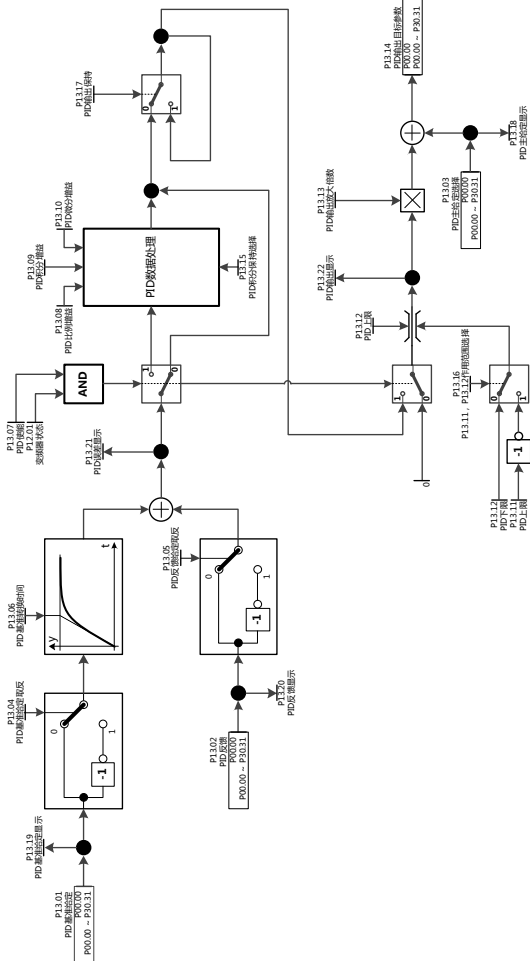 P13.01
PID基准给定
P00.00
P00.00 ~ P30.31
P13.19
PID基准给定显示
P13.04
PID基准给定取反
0
1
-1
P13.06
PID基准斜坡时间
y
t
P13.02
PID反馈
P00.00
P00.00 ~ P30.31
P13.20
PID反馈显示
P13.05
PID反馈给定取反
0
1
-1
P13.21
PID误差显示
P13.07
PID使能
P12.01
变频器状态
AND
1
0
P13.08
PID比例增益
P13.09
PID积分增益
P13.10
PID微分增益
PID数据处理
P13.15
PID积分保持选择
P13.17
PID输出保持
0
1
0
1
0
P13.12
PID上限
P13.12
PID下限
P13.11
PID上限
-1
P13.16
P13.11，P13.12作用范围选择
0
1
P13.22
PID输出显示
P13.13
PID输出放大倍数
P13.03
PID主给定选择
P00.00
P00.00 ~ P30.31
P13.18
PID主给定显示
P13.14
PID输出目标参数
P00.00
P00.00 ~ P30.31